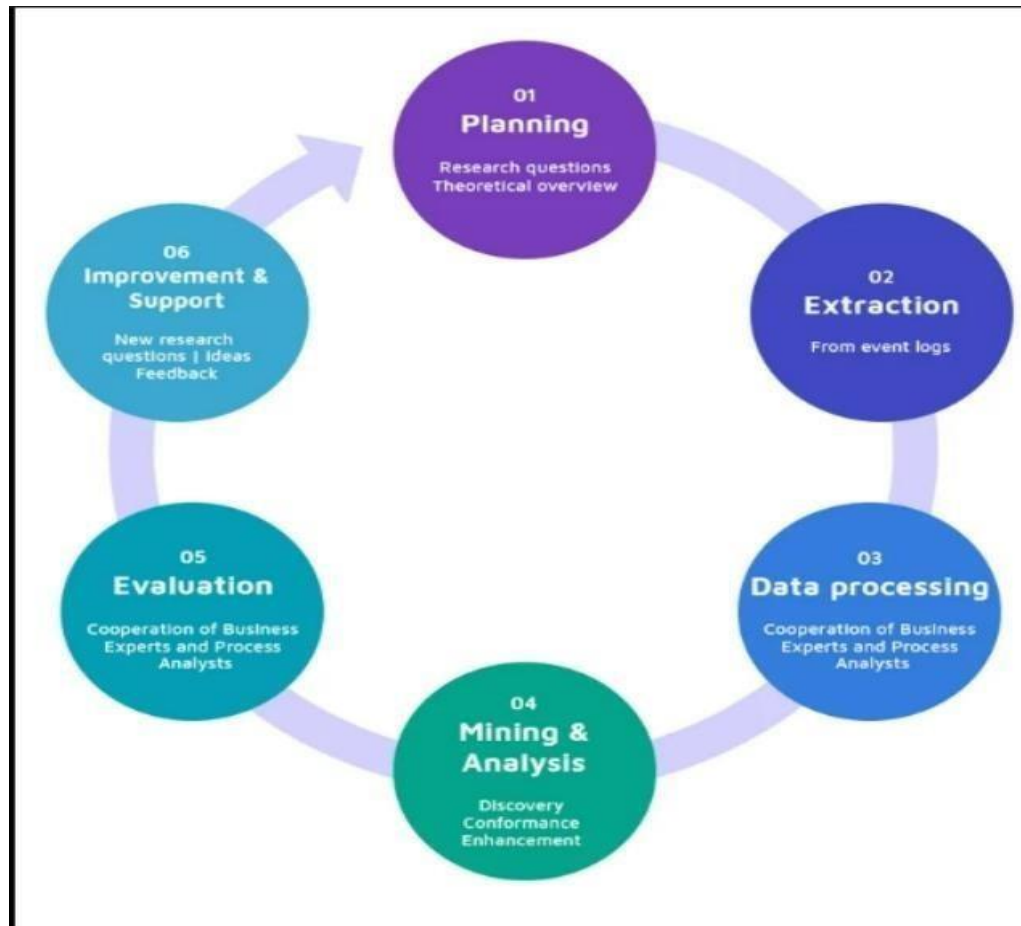 01
Planning
Research questions
Theoretical overview
02
Extraction
From event logs
03
Data processing
Cooperation of Business
Experts and Process
Analysts
04
Mining &
Analysis
Discovery
Conformance
Enhancement
05
Evaluation
Cooperation of Business
Experts and Process
Analysts
06
Improvement &
Support
New research
questions | Ideas
Feedback